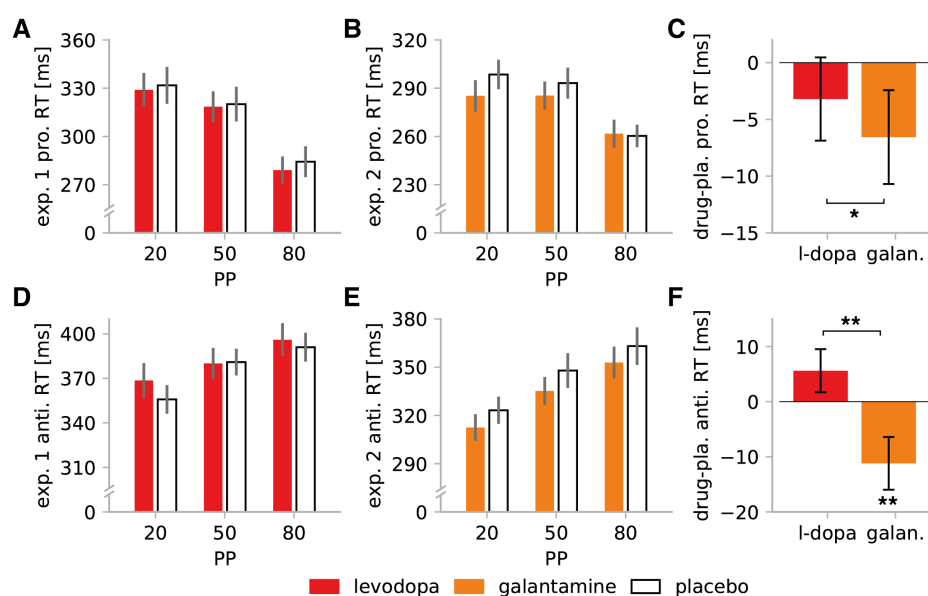 A
exp. 1 pro. RT [ms]
360
330
300
270
0
20 50 80
PP
B
exp. 2 pro. RT [ms]
320
290
260
230
0
20 50 80
PP
C
drug-pla. pro. RT [ms]
0
−5
−10
−15
*
l-dopa galan.
D
exp. 1 anti. RT [ms]
400
370
340
310
0
20 50 80
PP
E
exp. 2 anti. RT [ms]
380
350
320
290
0
20 50 80
PP
F
drug-pla. anti. RT [ms]
10
0
−10
−20
**
**
l-dopa galan.
levodopa galantamine placebo